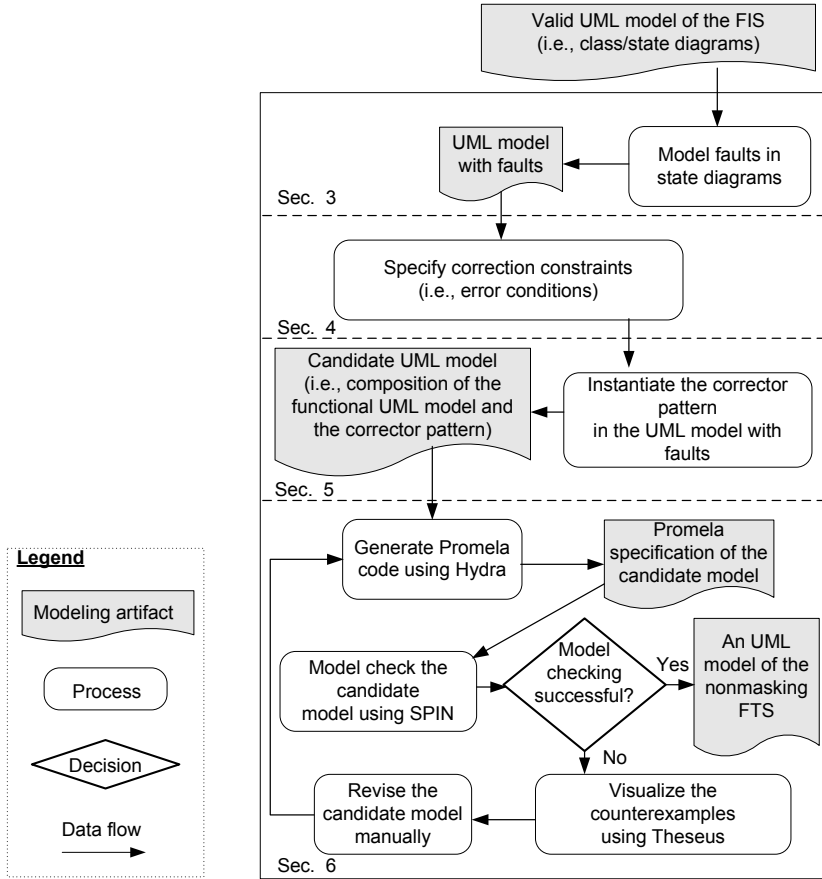 Valid UML model of the FIS
(i.e., class/state diagrams)
UML model
with faults
Model faults in
state diagrams
Sec. 3
Specify correction constraints
(i.e., error conditions)
Sec. 4
Candidate UML model
(i.e., composition of the
functional UML model and
the corrector pattern)
Instantiate the corrector
pattern
in the UML model with
faults
Sec. 5
Generate Promela
code using Hydra
Promela
specification of the
candidate model
Model check the
candidate
model using SPIN
Model
checking
successful?
Yes
An UML
model of the
nonmasking
FTS
No
Revise the
candidate model
manually
Visualize the
counterexamples
using Theseus
Sec. 6
Legend
Modeling artifact
Process
Decision
Data flow